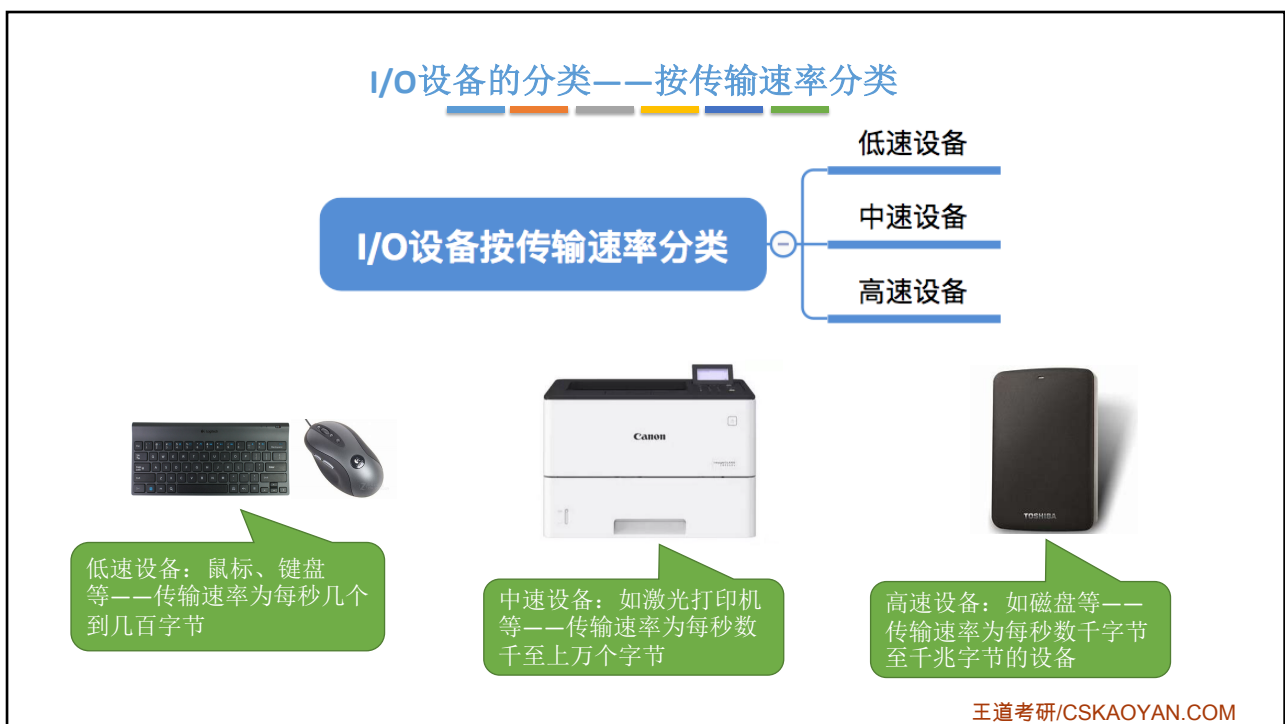 I/O设备的分类——按传输速率分类
低速设备
中速设备
I/O设备按传输速率分类
高速设备
Canon
TOSHIBA
低速设备：鼠标、键盘
等——传输速率为每秒几个
到几百字节
中速设备：如激光打印机
等——传输速率为每秒数
千至上万个字节
高速设备：如磁盘等——
传输速率为每秒数千字节
至千兆字节的设备
王道考研/CSKAOYAN.COM